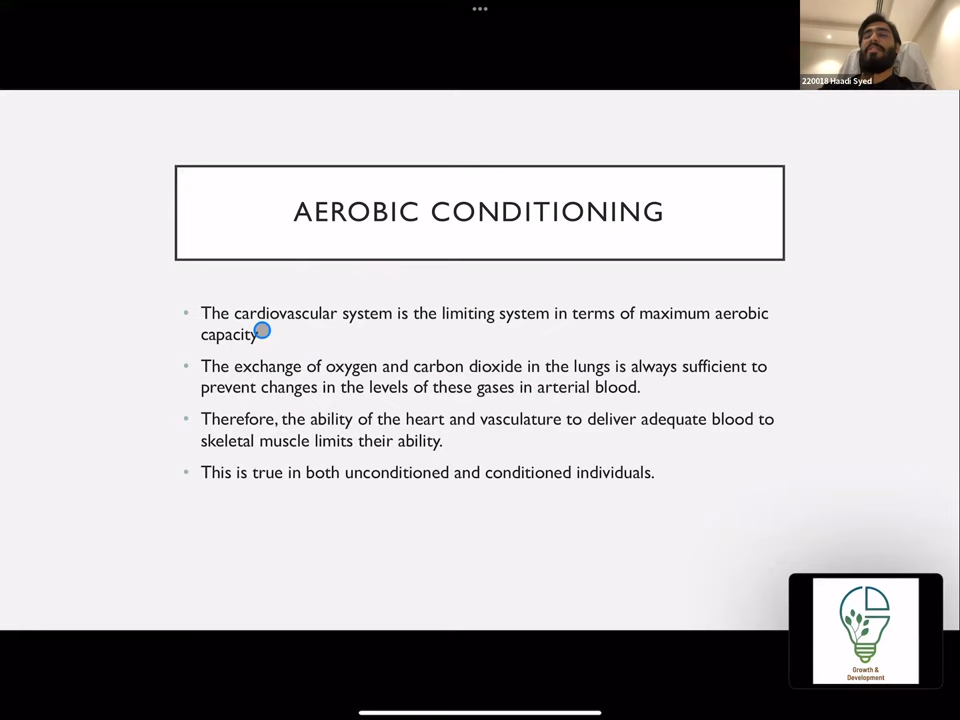 220018 Haadi Syed
AEROBIC CONDITIONING
• The cardiovascular system is the limiting system in terms of maximum aerobic
capacity
• The exchange of oxygen and carbon dioxide in the lungs is always sufficient to
prevent changes in the levels of these gases in arterial blood.
• Therefore, the ability of the heart and vasculature to deliver adequate blood to
skeletal muscle limits their ability.
• This is true in both unconditioned and conditioned individuals.
Growth &
Development